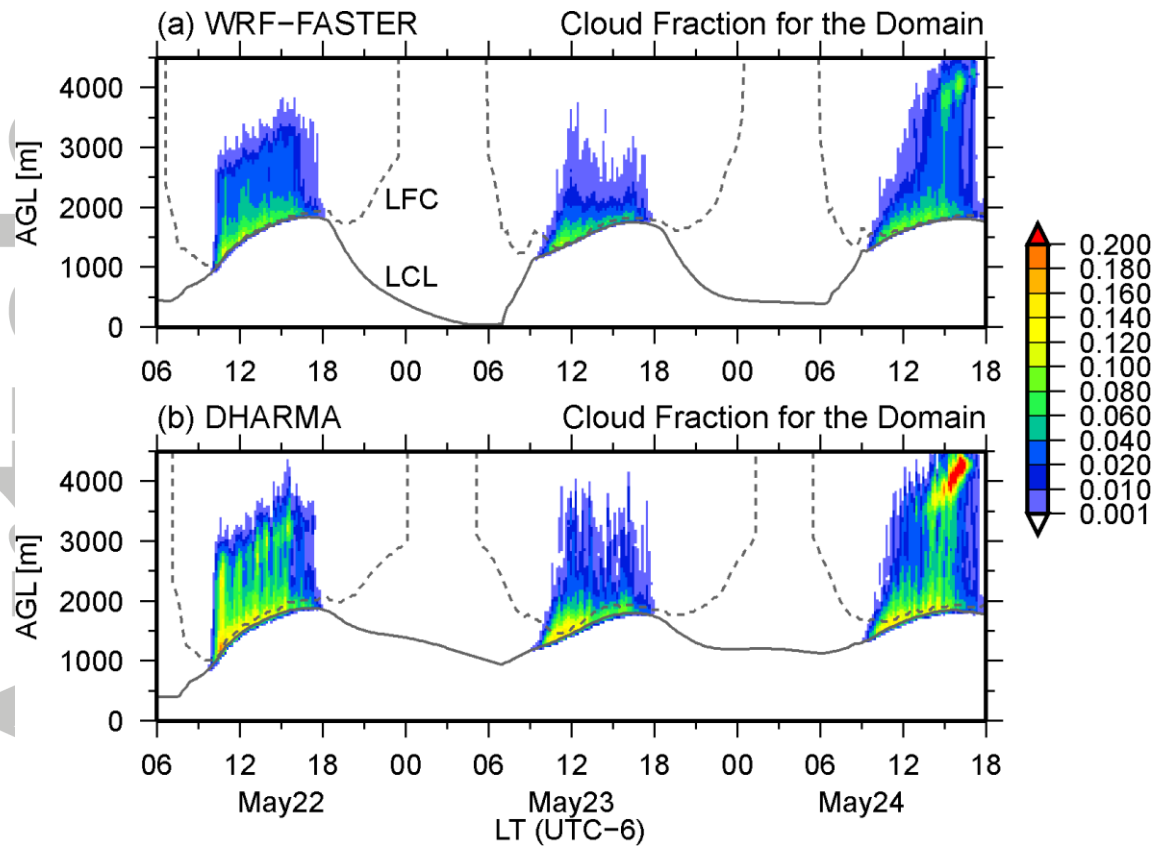 (a) WRF−FASTER Cloud Fraction for the Domain
4000
3000
2000
1000
0
AGL [m]
LFC
LCL
06 12 18 00 06 12 18 00 06 12 18
(b) DHARMA Cloud Fraction for the Domain
4000
3000
2000
1000
0
AGL [m]
06 12 18 00 06 12 18 00 06 12 18
May22 May23 May24
LT (UTC−6)
0.200
0.180
0.160
0.140
0.120
0.100
0.080
0.060
0.040
0.020
0.010
0.001